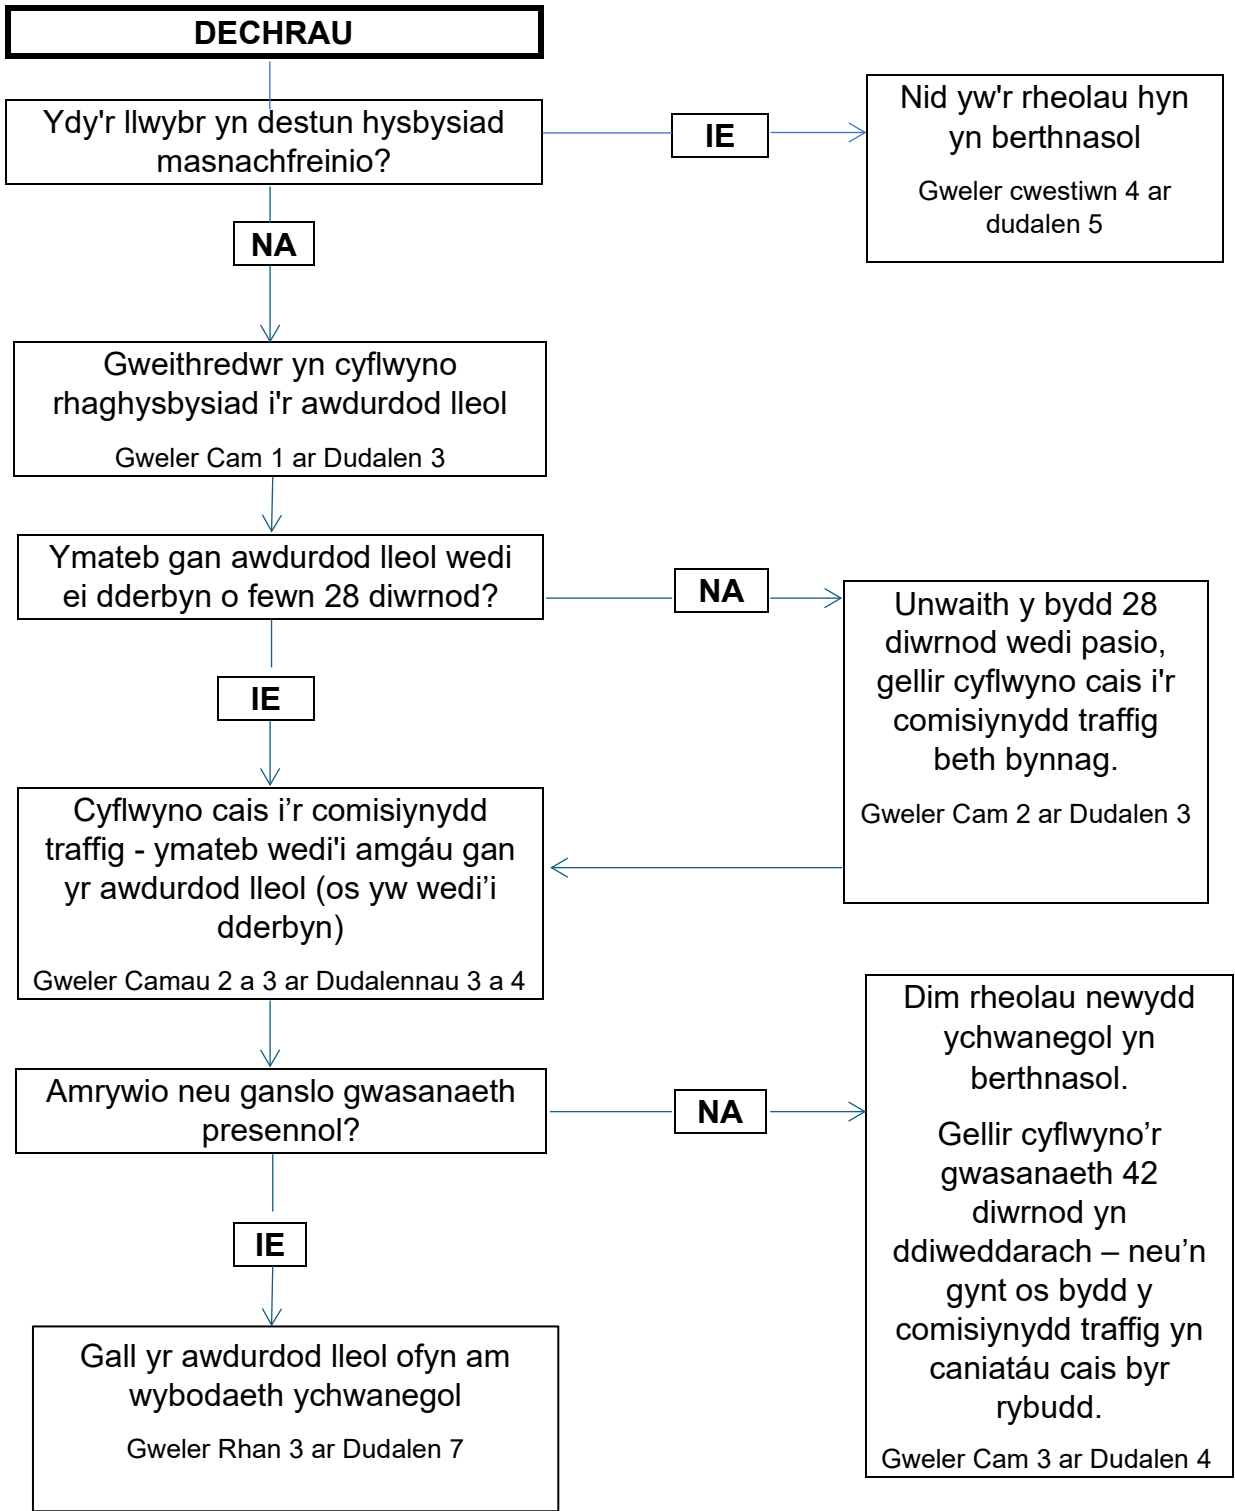 DECHRAU
Ydy'r llwybr yn destun hysbysiad
masnachfreinio?
IE
Nid yw'r rheolau hyn
yn berthnasol
Gweler cwestiwn 4 ar
dudalen 5
NA
Gweithredwr yn cyflwyno
rhaghysbysiad i'r awdurdod lleol
Gweler Cam 1 ar Dudalen 3
Ymateb gan awdurdod lleol wedi
ei dderbyn o fewn 28 diwrnod?
NA
Unwaith y bydd 28
diwrnod wedi pasio,
gellir cyflwyno cais i'r
comisiynydd traffig
beth bynnag.
Gweler Cam 2 ar Dudalen 3
IE
Cyflwyno cais i’r comisiynydd
traffig - ymateb wedi'i amgáu gan
yr awdurdod lleol (os yw wedi’i
dderbyn)
Gweler Camau 2 a 3 ar Dudalennau 3 a 4
Amrywio neu ganslo gwasanaeth
presennol?
NA
Dim rheolau newydd
ychwanegol yn
berthnasol.
Gellir cyflwyno’r
gwasanaeth 42
diwrnod yn
ddiweddarach – neu’n
gynt os bydd y
comisiynydd traffig yn
caniatáu cais byr
rybudd.
Gweler Cam 3 ar Dudalen 4
IE
Gall yr awdurdod lleol ofyn am
wybodaeth ychwanegol
Gweler Rhan 3 ar Dudalen 7